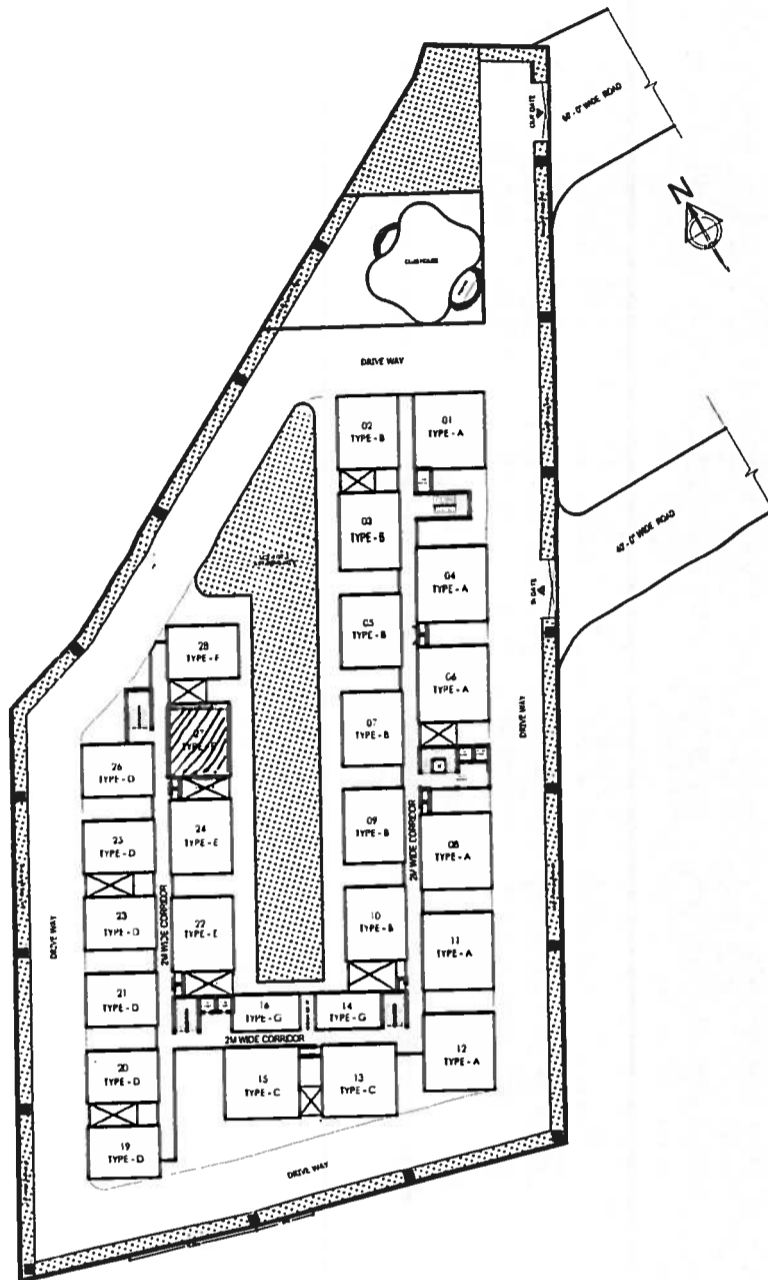 OUT GATE
60'-0" WIDE ROAD
N
CLUB HOUSE
DRIVE WAY
02
TYPE - B
01
TYPE - A
03
TYPE - B
04
TYPE - A
40'-0" WIDE ROAD
IN GATE
05
TYPE - B
06
TYPE - A
28
TYPE - F
07
TYPE - B
DRIVE WAY
26
TYPE - D
25
TYPE - D
24
TYPE - E
09
TYPE - B
08
TYPE - A
2M WIDE CORRIDOR
2M WIDE CORRIDOR
DRIVE WAY
23
TYPE - D
22
TYPE - E
10
TYPE - B
11
TYPE - A
21
TYPE - D
16
TYPE - G
14
TYPE - G
2M WIDE CORRIDOR
20
TYPE - D
15
TYPE - C
13
TYPE - C
12
TYPE - A
19
TYPE - D
DRIVE WAY